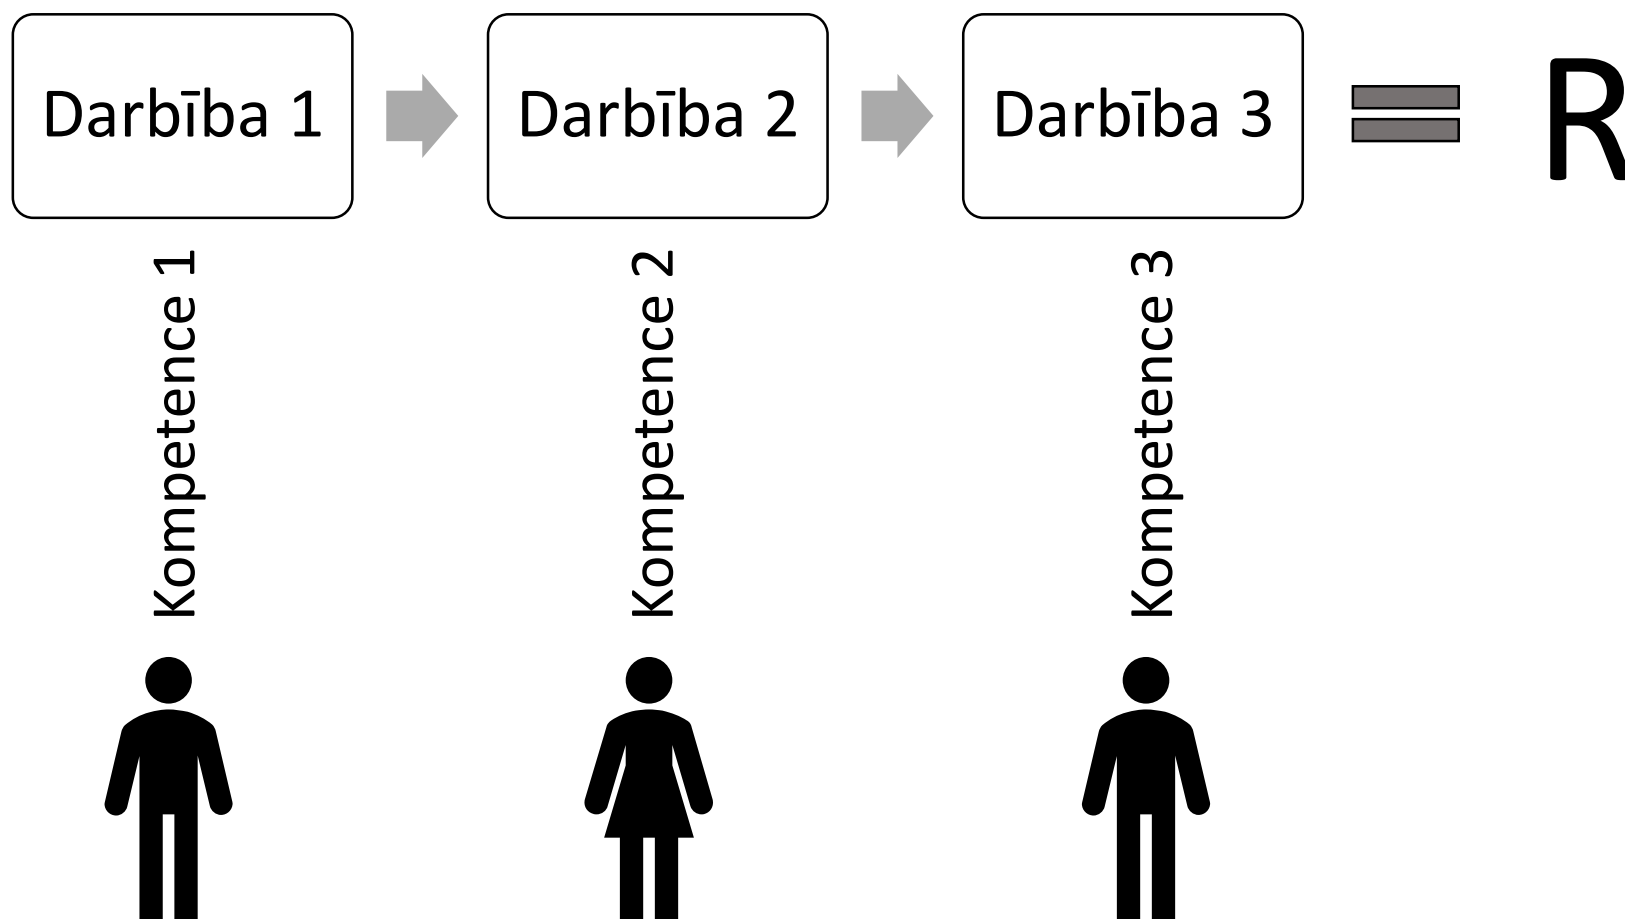 Darbība 1
Darbība 2
Darbība 3
R
Kompetence 1
Kompetence 2
Kompetence 3